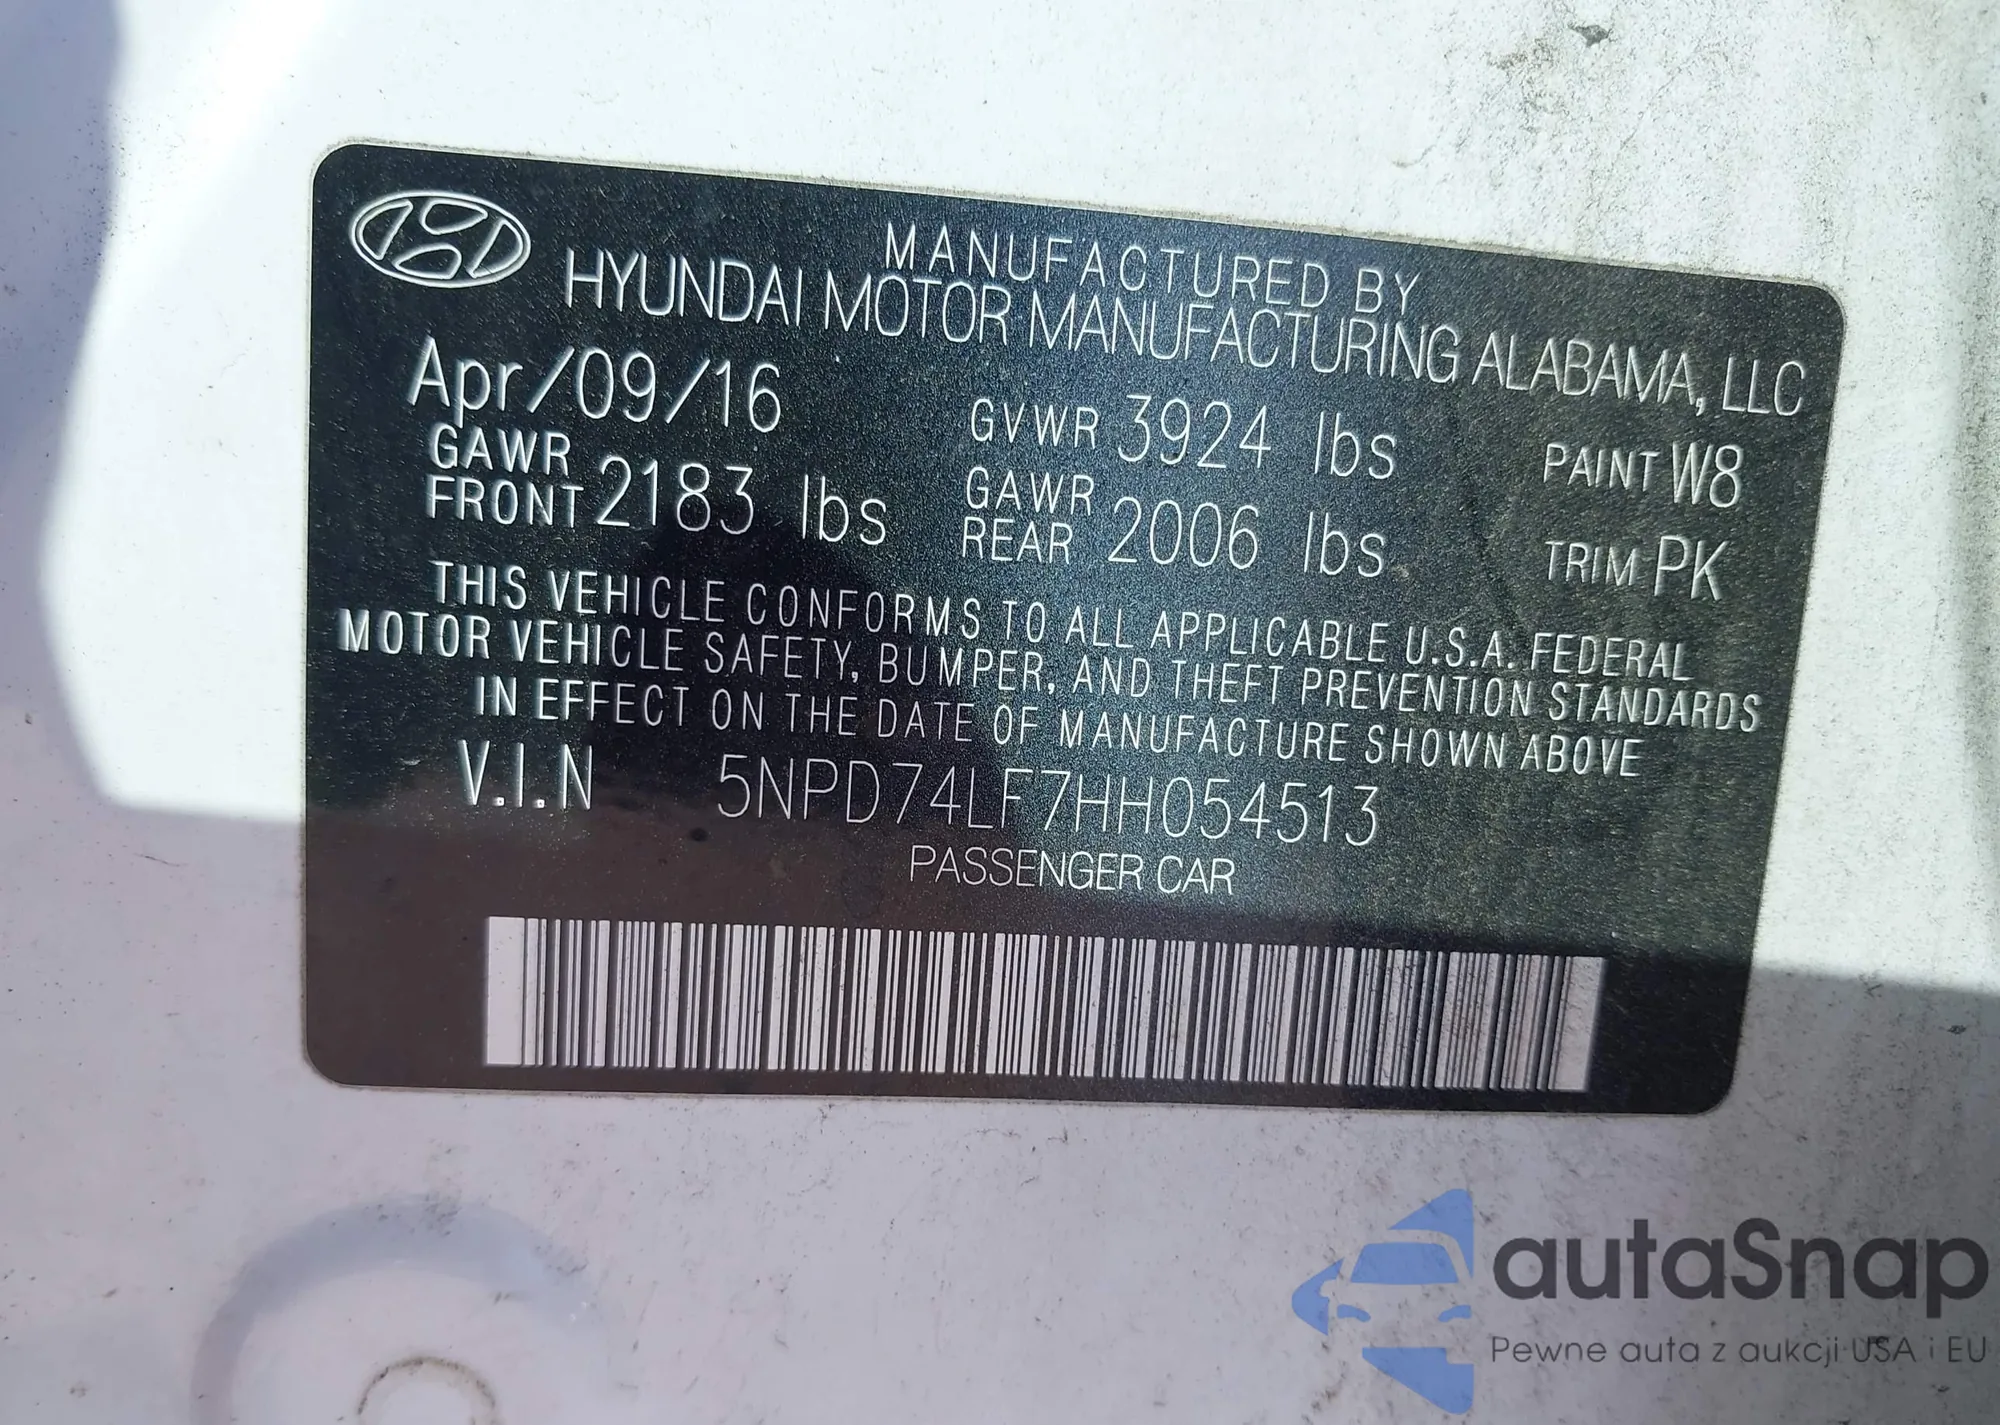 MANUFACTURED BY
HYUNDAI MOTOR MANUFACTURING ALABAMA, LLC
Apr/09/16 GVWR 3924 lbs PAINT W8
GAWR FRONT 2183 lbs GAWR REAR 2006 lbs TRIM PK
THIS VEHICLE CONFORMS TO ALL APPLICABLE U.S.A. FEDERAL
MOTOR VEHICLE SAFETY, BUMPER, AND THEFT PREVENTION STANDARDS
IN EFFECT ON THE DATE OF MANUFACTURE SHOWN ABOVE
V.I.N 5NPD74LF7HH054513
PASSENGER CAR
autaSnap
Pewne auta z aukcji USA i EU